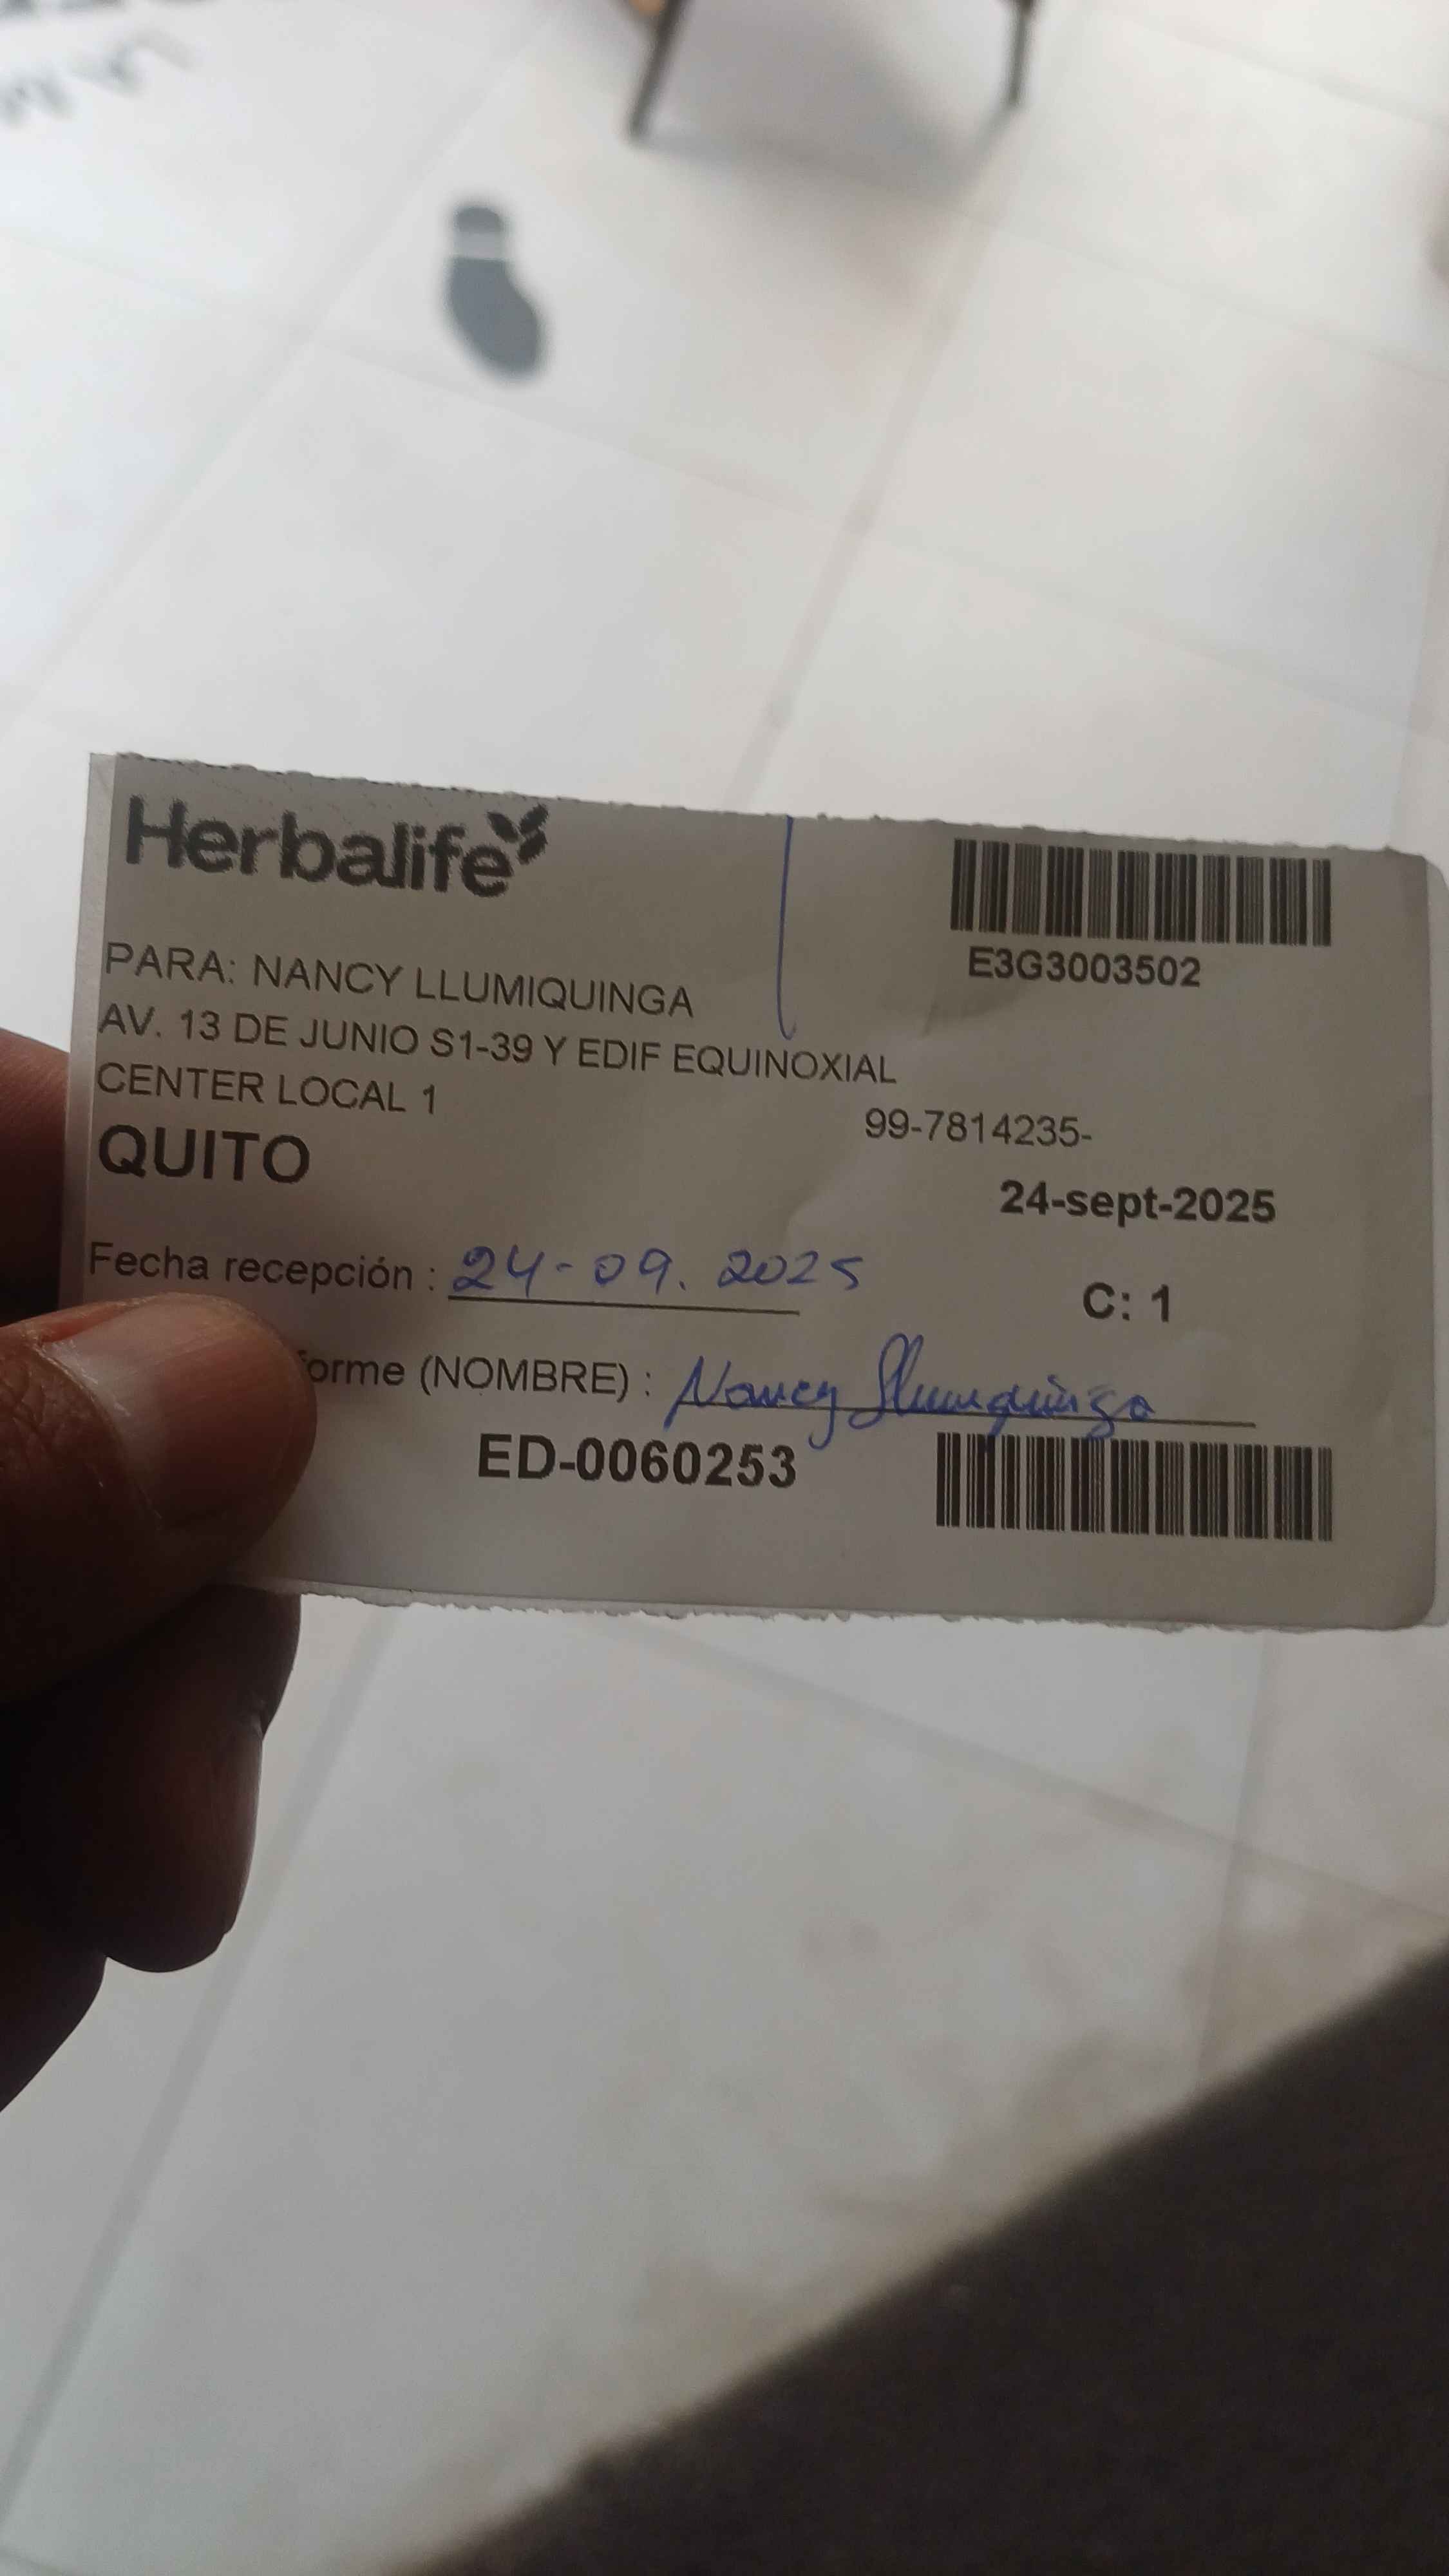 Herbalife
E3G3003502
PARA: NANCY LLUMIQUINGA
AV. 13 DE JUNIO S1-39 Y EDIF EQUINOXIAL
CENTER LOCAL 1
99-7814235-
QUITO
24-sept-2025
Fecha recepción : 24-09. 2025
C: 1
forme (NOMBRE) : Nancy Llumiquinga
ED-0060253